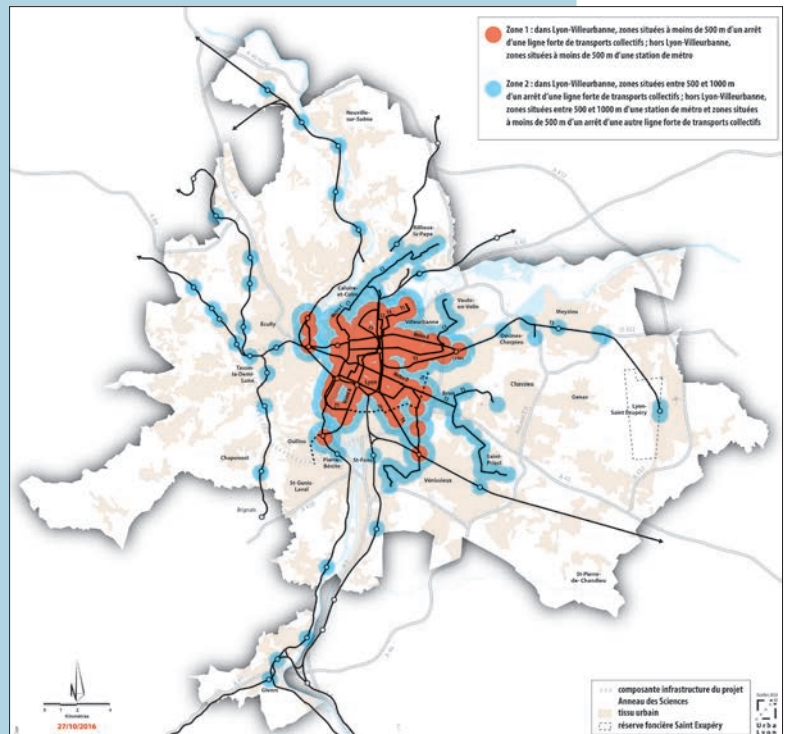 Zone 1 : dans Lyon-Villeurbanne, zones situées à moins de 500 m d'un arrêt
d'une ligne forte de transports collectifs ; hors Lyon-Villeurbanne,
zones situées à moins de 500 m d'une station de métro
Zone 2 : dans Lyon-Villeurbanne, zones situées entre 500 et 1000 m
d'un arrêt d'une ligne forte de transports collectifs ; hors Lyon-Villeurbanne,
zones situées entre 500 et 1000 m d'une station de métro et zones situées
à moins de 500 m d'un arrêt d'une autre ligne forte de transports collectifs
Neuville-
sur-Saône
Rillieux-
la-Pape
Caluire-
et-Cuire
Vaulx-
en-Velin
Villeurbanne
Meyzieu
Ecully
Décines-
Charpieu
Tassin-
la-Demi-
Lune
Lyon
Chassieu
Genas
Lyon-
Saint Exupéry
Oullins
Chaponost
Pierre-
Bénite
St-Fons
Saint-
Priest
Vénissieux
St-Genis-
Laval
Brignais
St-Pierre-
de-Chandieu
Givors
N
Kilomètres
27/10/2016
composante infrastructure du projet
Anneau des Sciences
tissu urbain
réserve foncière Saint Exupéry
Urba
Lyon